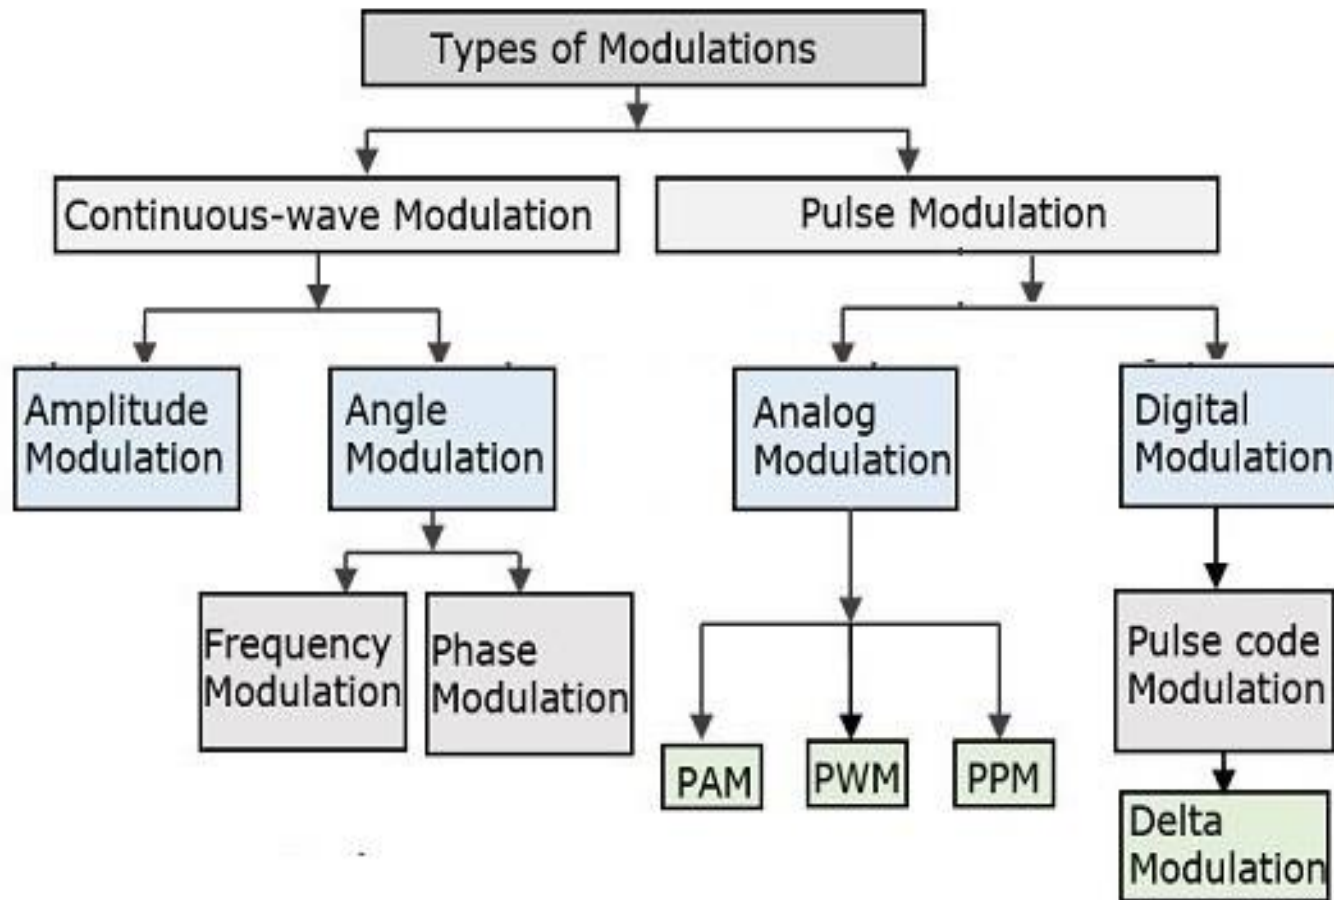 Types of Modulations
Continuous-wave Modulation
Pulse Modulation
Amplitude
Modulation
Angle
Modulation
Analog
Modulation
Digital
Modulation
Frequency
Modulation
Phase
Modulation
PAM
PWM
PPM
Pulse code
Modulation
Delta
Modulation